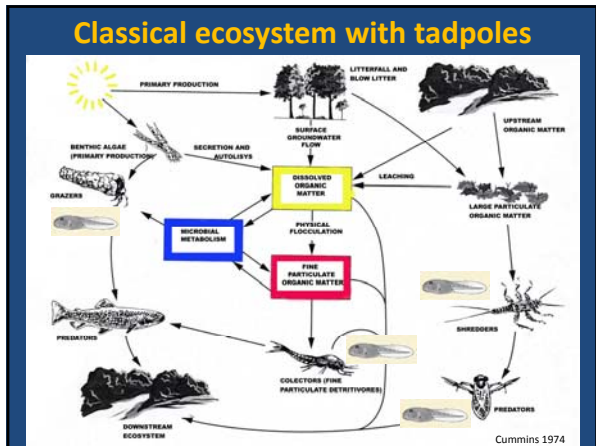 Classical ecosystem with tadpoles
PRIMARY PRODUCTION
LITTERFALL AND
BLOW LITTER
UPSTREAM
ORGANIC MATTER
SURFACE
GROUNDWATER
FLOW
BENTHIC ALGAE
(PRIMARY PRODUCTION)
SECRETION AND
AUTOLISYS
GRAZERS
DISSOLVED
ORGANIC
MATTER
LEACHING
LARGE PARTICULATE
ORGANIC MATTER
MICROBIAL
METABOLISM
PHYSICAL
FLOCCULATION
FINE
PARTICULATE
ORGANIC MATTER
SHREDDERS
PREDATORS
COLECTORS (FINE
PARTICULATE DETRITIVORES)
PREDATORS
DOWNSTREAM
ECOSYSTEM
Cummins 1974